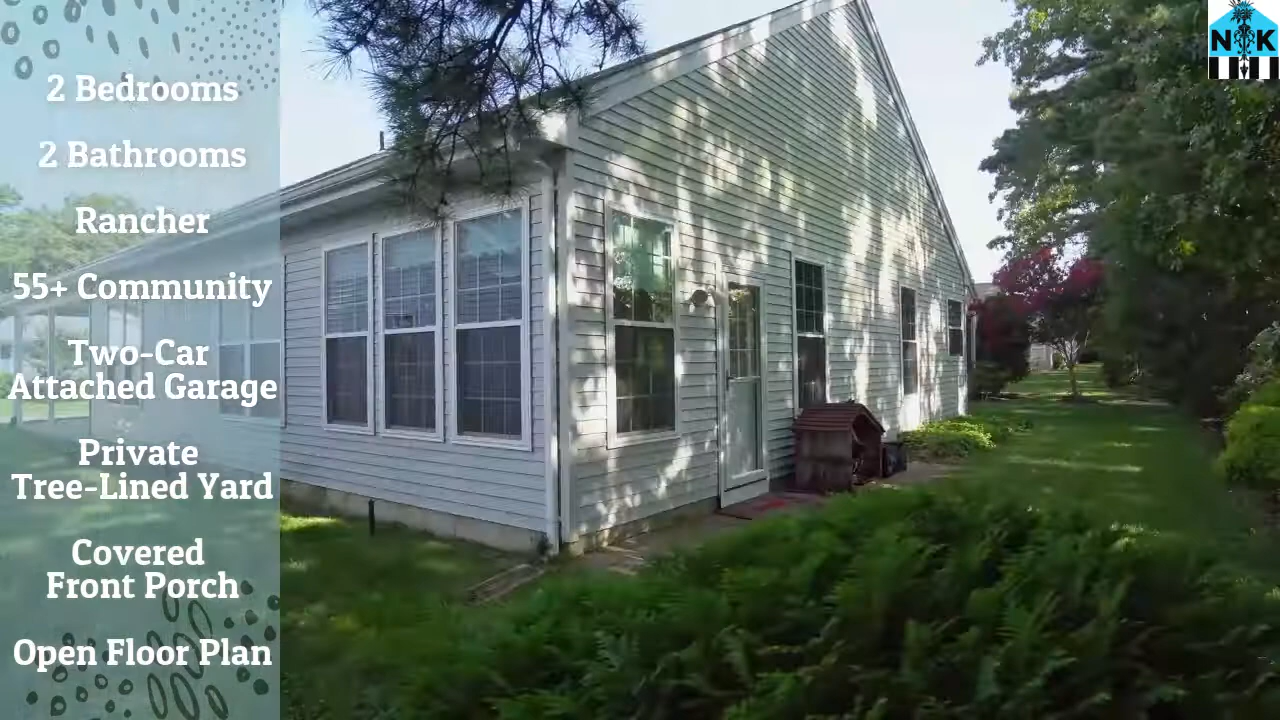 2 Bedrooms
2 Bathrooms
Rancher
55+ Community
Two-Car
Attached Garage
Private
Tree-Lined Yard
Covered
Front Porch
Open Floor Plan
NK